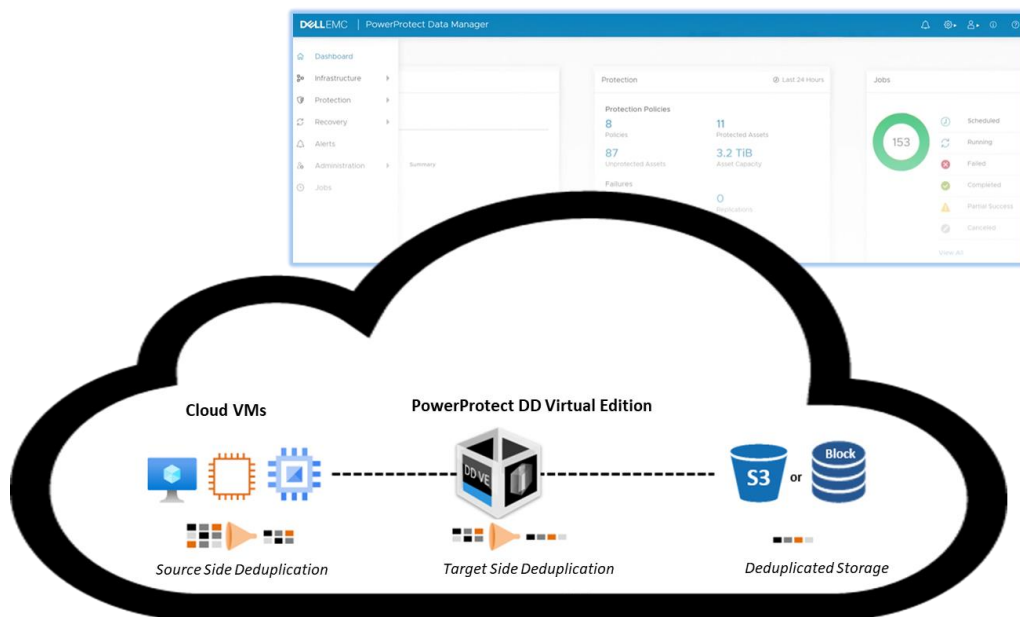 DELLEMC | PowerProtect Data Manager
Dashboard
Infrastructure
Protection
Recovery
Alerts
Administration
Jobs
Summary
Protection
Last 24 Hours
Protection Policies
8
11
Policies
Protected Assets
87
3.2 TiB
Unprotected Assets
Asset Capacity
Failures
0
Replications
Jobs
153
Scheduled
Running
Failed
Completed
Partial Success
Canceled
View All
Cloud VMs
PowerProtect DD Virtual Edition
DD VE
S3
or
Block
Source Side Deduplication
Target Side Deduplication
Deduplicated Storage